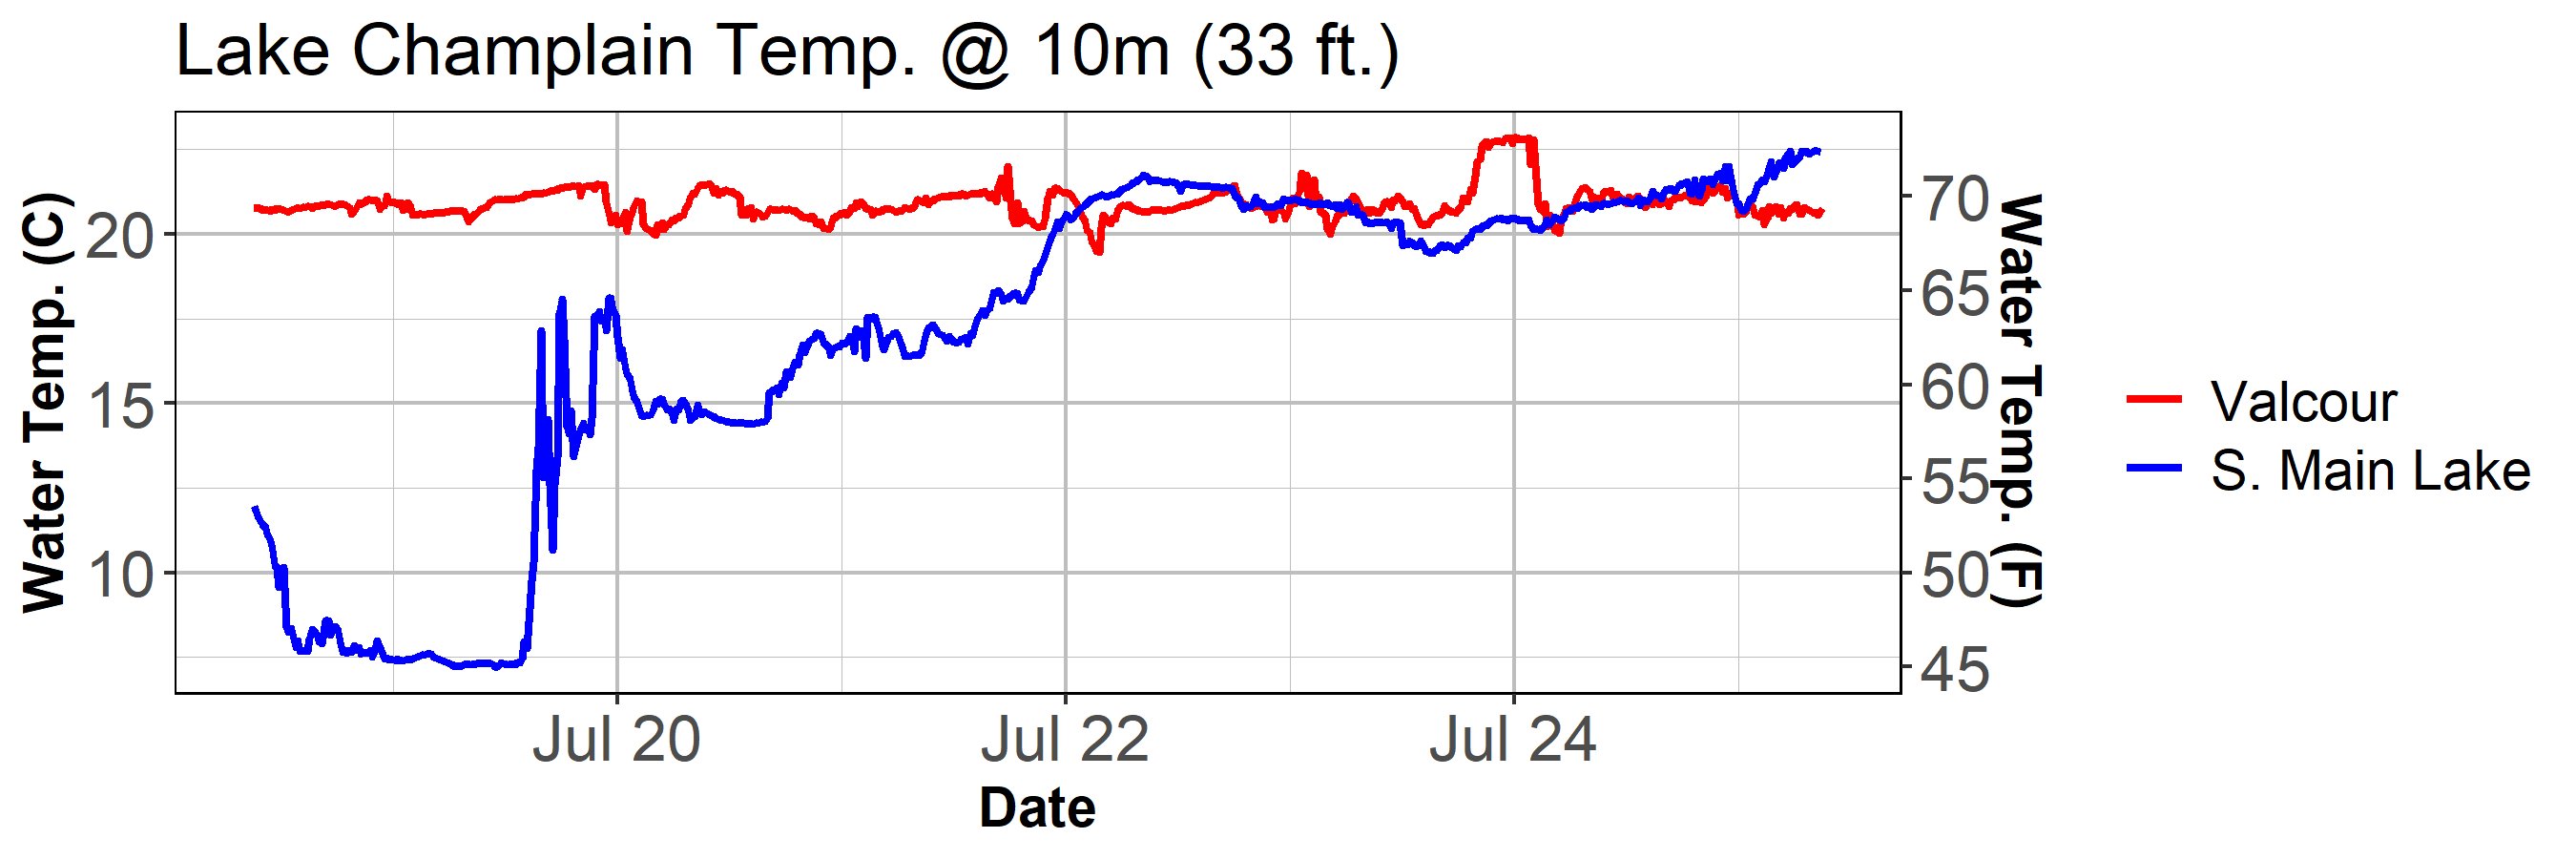 Lake Champlain Temp. @ 10m (33 ft.)
Water Temp. (C)
20
15
10
70
65
60
55
50
45
Water Temp. (F)
Jul 20
Jul 22
Jul 24
Date
Valcour
S. Main Lake